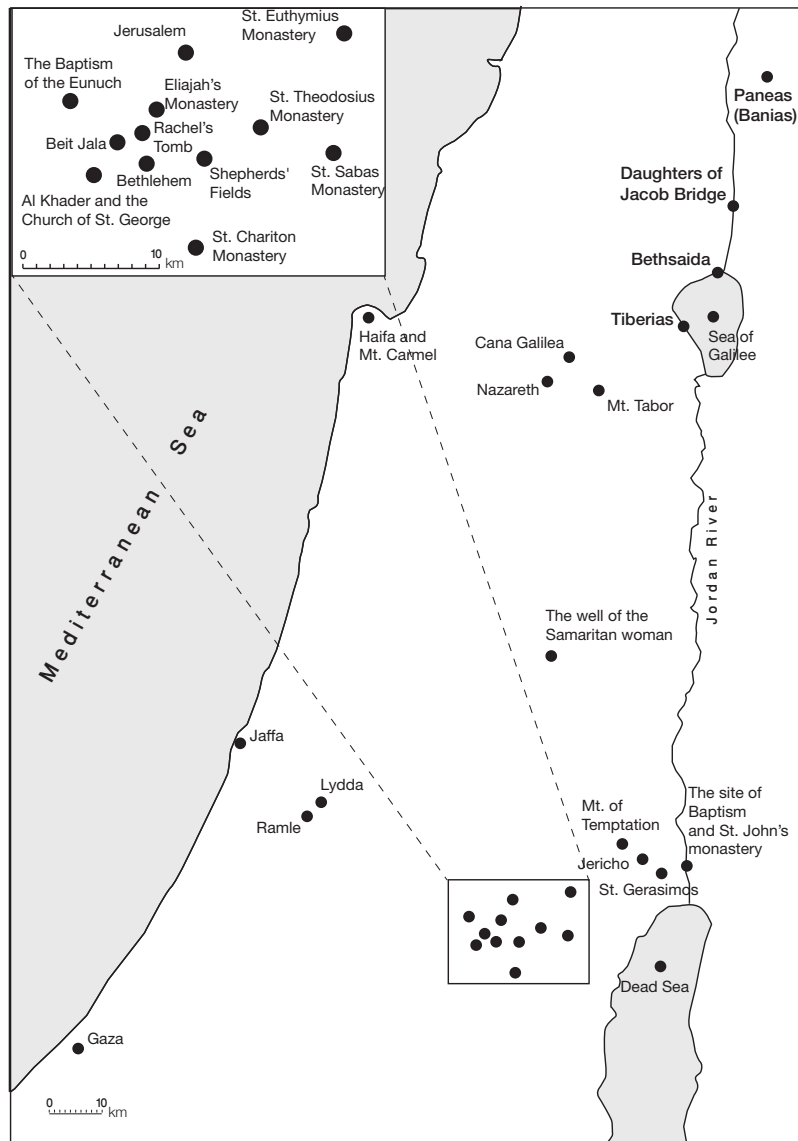 St. Euthymius
Monastery
Jerusalem
The Baptism
of the Eunuch
Eliajah's
Monastery
St. Theodosius
Monastery
Rachel's
Tomb
Beit Jala
Bethlehem
Shepherds'
Fields
St. Sabas
Monastery
Al Khader and the
Church of St. George
St. Chariton
Monastery
0 10
km
Paneas
(Banias)
Daughters of
Jacob Bridge
Bethsaida
Tiberias
Sea of
Galilee
Haifa and
Mt. Carmel
Cana Galilea
Nazareth
Mt. Tabor
Mediterranean Sea
Jordan River
The well of the
Samaritan woman
Jaffa
Lydda
Ramle
Mt. of
Temptation
The site of
Baptism
and St. John's
monastery
Jericho
St. Gerasimos
Dead Sea
Gaza
0 10
km